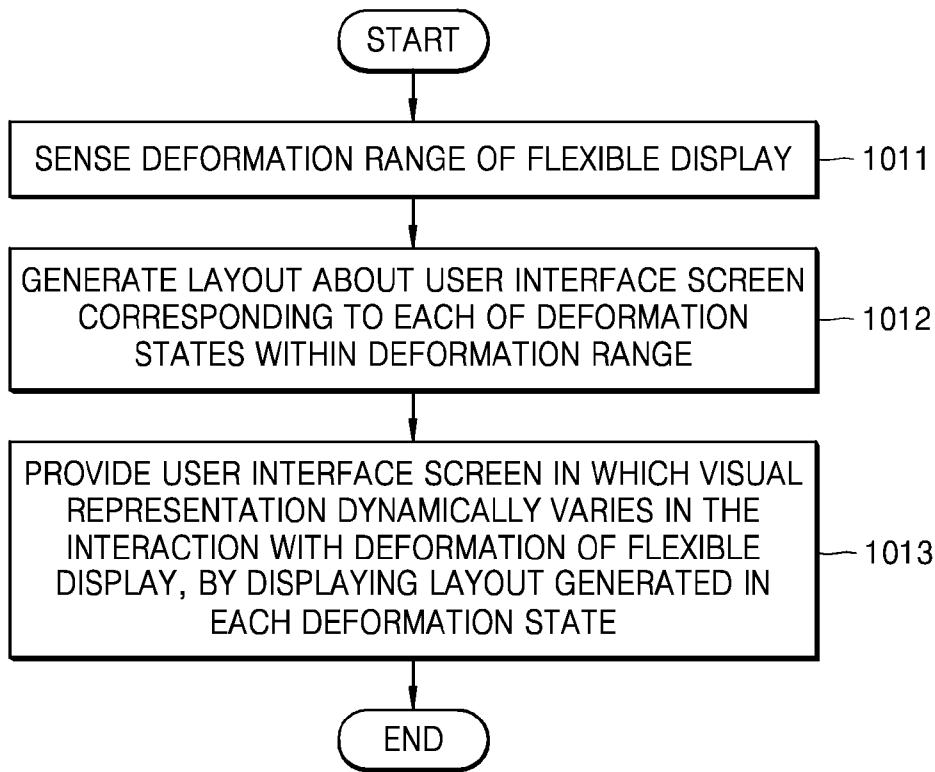 START
SENSE DEFORMATION RANGE OF FLEXIBLE DISPLAY
1011
GENERATE LAYOUT ABOUT USER INTERFACE SCREEN
CORRESPONDING TO EACH OF DEFORMATION
STATES WITHIN DEFORMATION RANGE
1012
PROVIDE USER INTERFACE SCREEN IN WHICH VISUAL
REPRESENTATION DYNAMICALLY VARIES IN THE
INTERACTION WITH DEFORMATION OF FLEXIBLE
DISPLAY, BY DISPLAYING LAYOUT GENERATED IN
EACH DEFORMATION STATE
1013
END